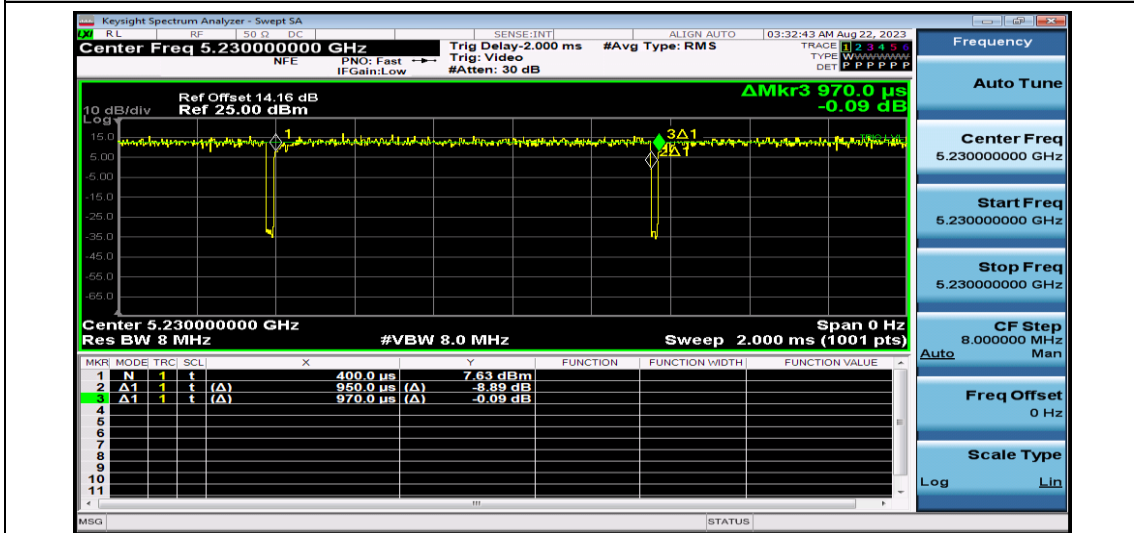 Keysight Spectrum Analyzer - Swept SA
LXI RL RF 50 Ω DC SENSE:INT ALIGN AUTO 03:32:43 AM Aug 22, 2023
Center Freq 5.230000000 GHz
NFE
PNO: Fast
IFGain:Low
Trig Delay-2.000 ms
Trig: Video
#Atten: 30 dB
#Avg Type: RMS
TRACE 1 2 3 4 5 6
TYPE WWWWWW
DET P P P P P P
ΔMkr3 970.0 µs
-0.09 dB
Ref Offset 14.16 dB
10 dB/div Ref 25.00 dBm
Log
15.0
5.00
-5.00
-15.0
-25.0
-35.0
-45.0
-55.0
-65.0
1
3Δ1
2Δ1
TRIG LVL
Center 5.230000000 GHz Span 0 Hz
Res BW 8 MHz #VBW 8.0 MHz Sweep 2.000 ms (1001 pts)
MKR MODE TRC SCL X Y FUNCTION FUNCTION WIDTH FUNCTION VALUE
1 N 1 t 400.0 µs 7.63 dBm
2 Δ1 1 t (Δ) 950.0 µs (Δ) -8.89 dB
3 Δ1 1 t (Δ) 970.0 µs (Δ) -0.09 dB
4
5
6
7
8
9
10
11
MSG STATUS
Frequency
Auto Tune
Center Freq
5.230000000 GHz
Start Freq
5.230000000 GHz
Stop Freq
5.230000000 GHz
CF Step
8.000000 MHz
Auto Man
Freq Offset
0 Hz
Scale Type
Log Lin